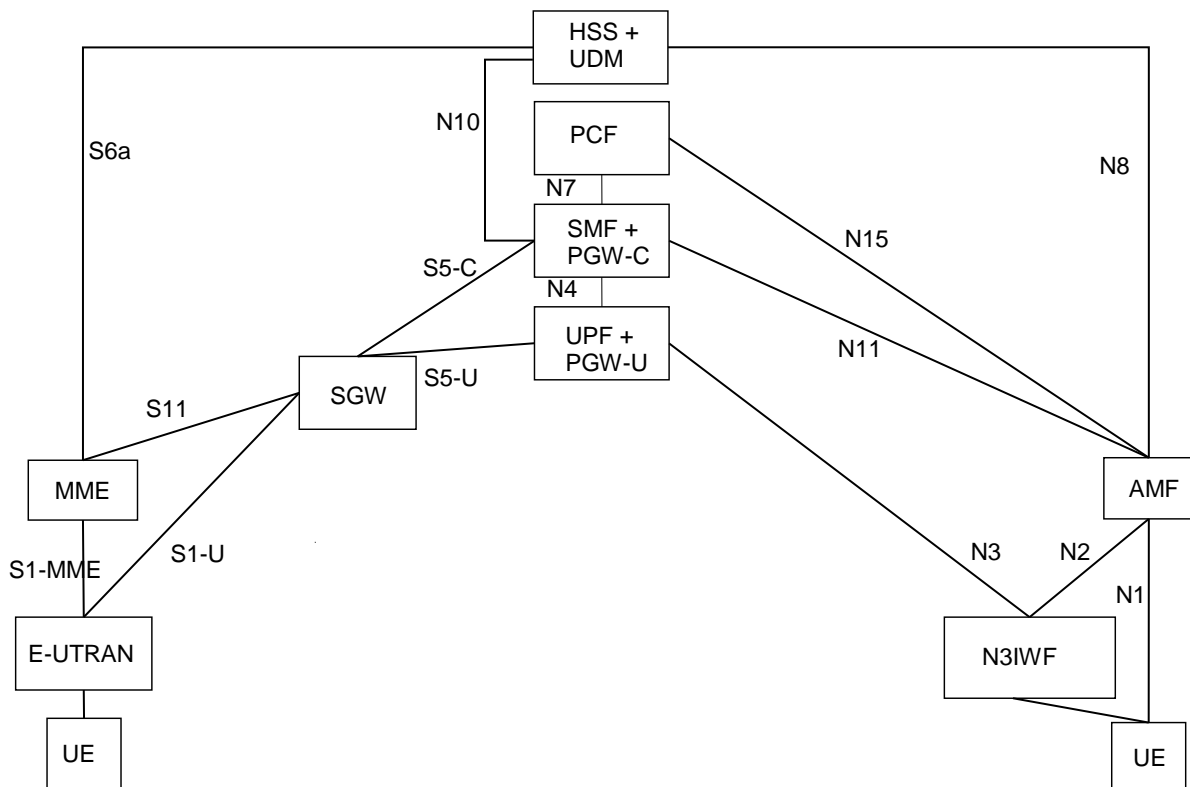 HSS +
UDM
N10
PCF
S6a
N8
N7
SMF +
PGW-C
N15
S5-C
N4
UPF +
PGW-U
N11
S5-U
SGW
S11
MME
AMF
S1-U
N3
N2
S1-MME
N1
E-UTRAN
N3IWF
UE
UE